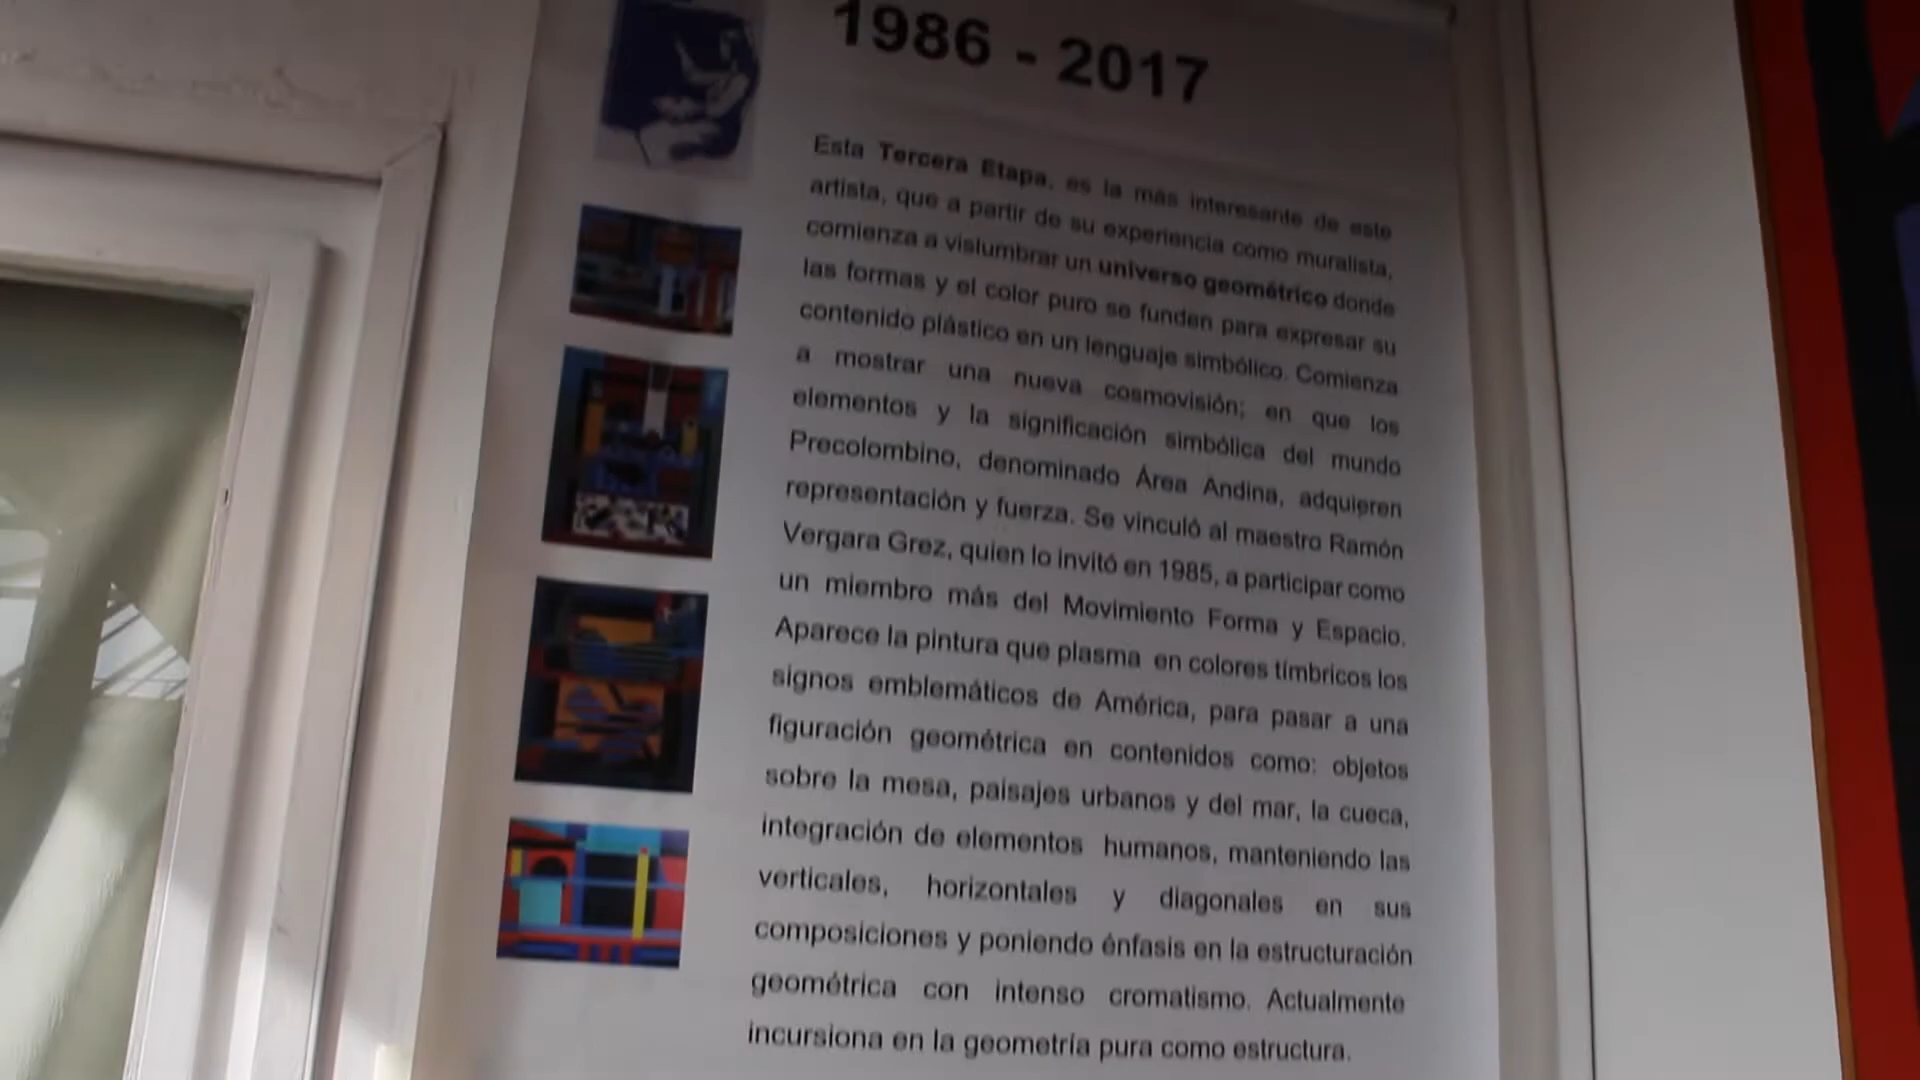 1986 - 2017
Esta Tercera Etapa, es la más interesante de este
artista, que a partir de su experiencia como muralista,
comienza a vislumbrar un universo geométrico donde
las formas y el color puro se funden para expresar su
contenido plástico en un lenguaje simbólico. Comienza
a mostrar una nueva cosmovisión; en que los
elementos y la significación simbólica del mundo
Precolombino, denominado Área Andina, adquieren
representación y fuerza. Se vinculó al maestro Ramón
Vergara Grez, quien lo invitó en 1985, a participar como
un miembro más del Movimiento Forma y Espacio.
Aparece la pintura que plasma en colores tímbricos los
signos emblemáticos de América, para pasar a una
figuración geométrica en contenidos como: objetos
sobre la mesa, paisajes urbanos y del mar, la cueca,
integración de elementos humanos, manteniendo las
verticales, horizontales y diagonales en sus
composiciones y poniendo énfasis en la estructuración
geométrica con intenso cromatismo. Actualmente
incursiona en la geometría pura como estructura.